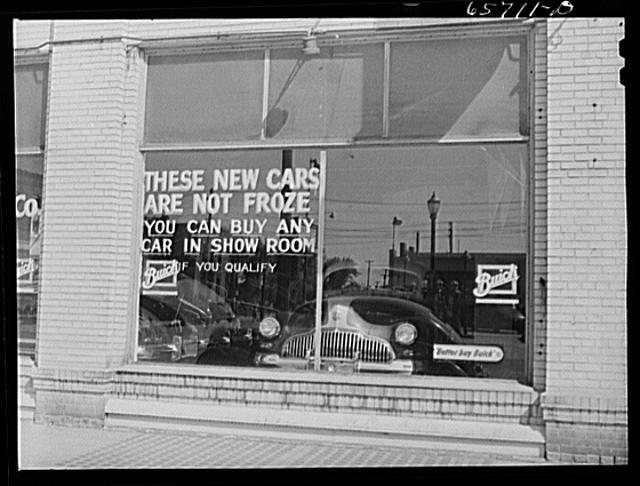 65711-D
THESE NEW CARS
ARE NOT FROZE
YOU CAN BUY ANY
CAR IN SHOW ROOM
IF YOU QUALIFY
Buick
Buick
"Better buy Buick"
Co